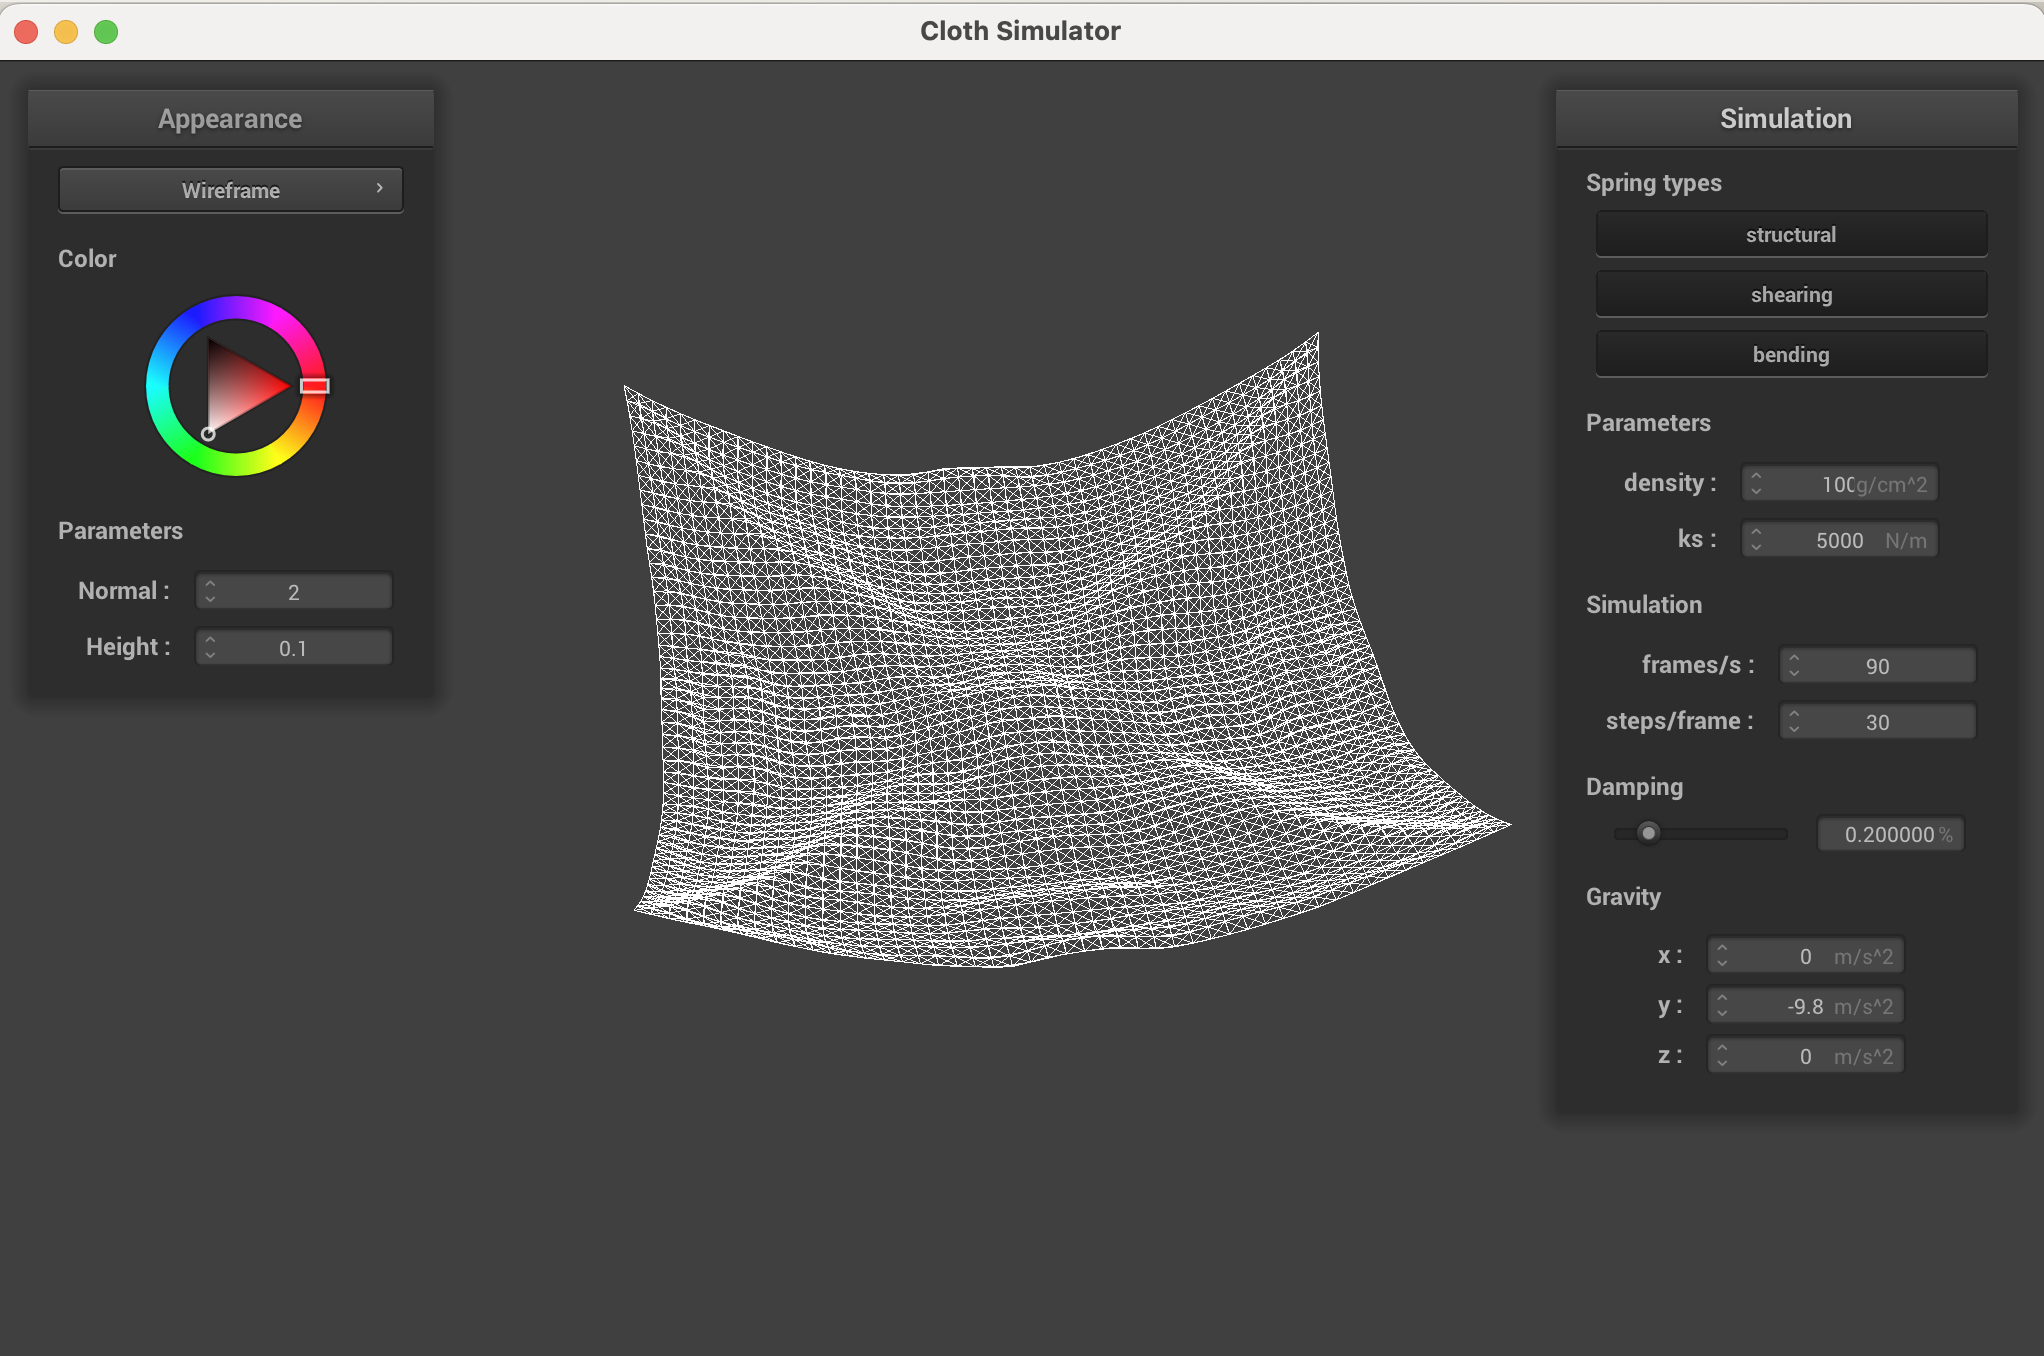 Cloth Simulator
Appearance
Wireframe
Color
Parameters
Normal : 2
Height : 0.1
Simulation
Spring types
structural
shearing
bending
Parameters
density : 100 g/cm^2
ks : 5000 N/m
Simulation
frames/s : 90
steps/frame : 30
Damping
0.200000 %
Gravity
x : 0 m/s^2
y : -9.8 m/s^2
z : 0 m/s^2